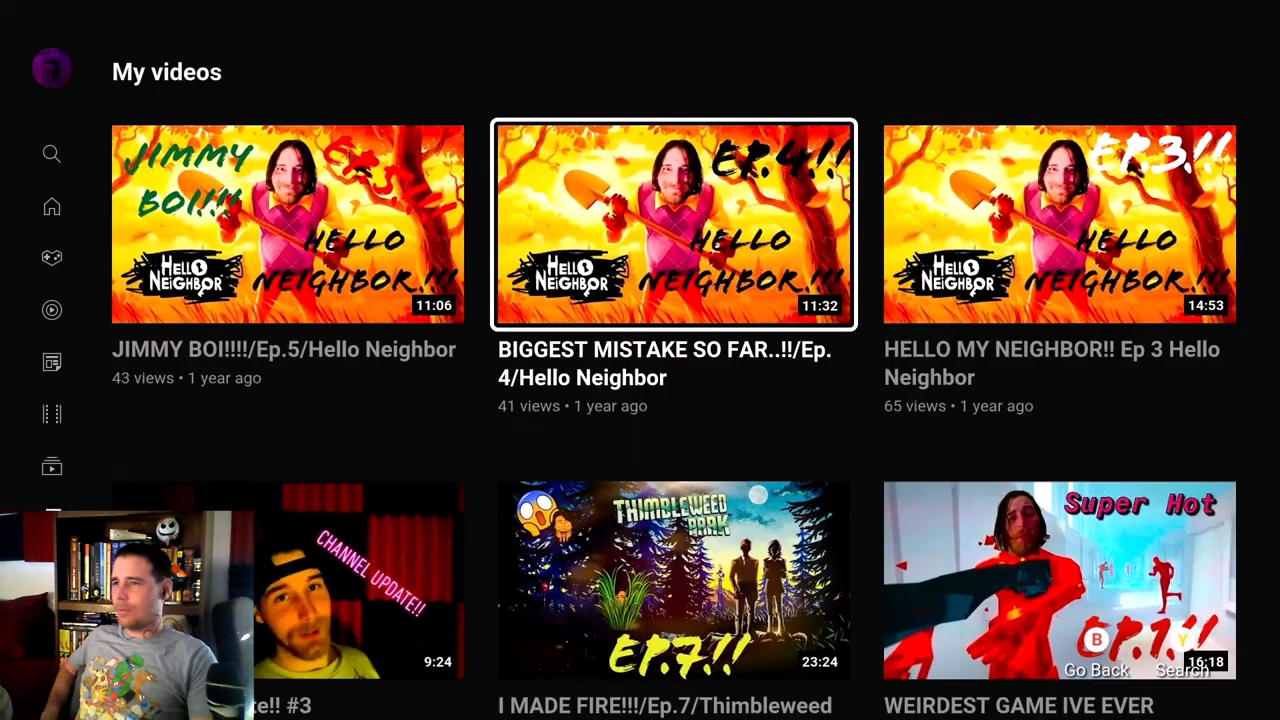 My videos
JIMMY
BOI!!!!
EP.5!!
HELLO
NEIGHBOR.!!!
HELLO
NEIGHBOR
11:06
EP.4!!
HELLO
NEIGHBOR.!!!
HELLO
NEIGHBOR
11:32
EP.3!!
HELLO
NEIGHBOR.!!!
HELLO
NEIGHBOR
14:53
JIMMY BOI!!!!/Ep.5/Hello Neighbor
43 views • 1 year ago
BIGGEST MISTAKE SO FAR..!!/Ep.
4/Hello Neighbor
41 views • 1 year ago
HELLO MY NEIGHBOR!! Ep 3 Hello
Neighbor
65 views • 1 year ago
CHANNEL UPDATE!!
9:24
THIMBLEWEED
PARK
EP.7!!
23:24
Super Hot
EP.1!!
16:18
B
Y
Go Back
Search
te!! #3
I MADE FIRE!!!/Ep.7/Thimbleweed
WEIRDEST GAME IVE EVER